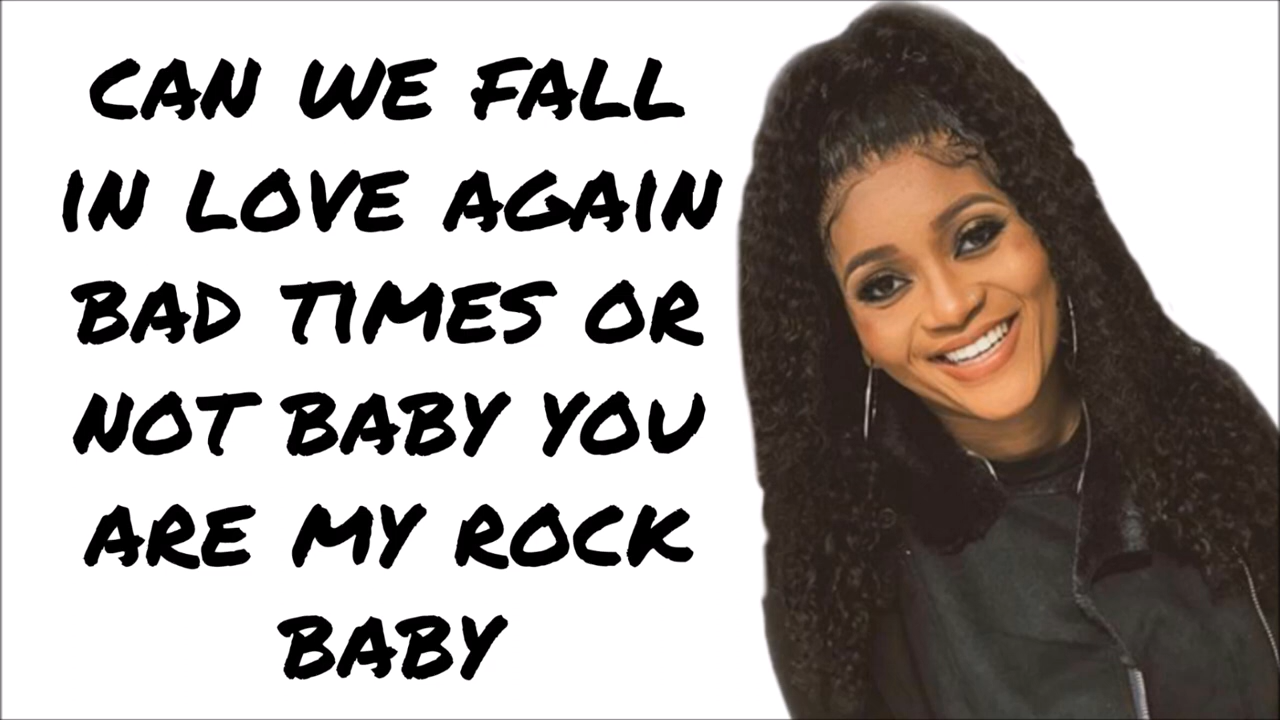 CAN WE FALL
IN LOVE AGAIN
BAD TIMES OR
NOT BABY YOU
ARE MY ROCK
BABY